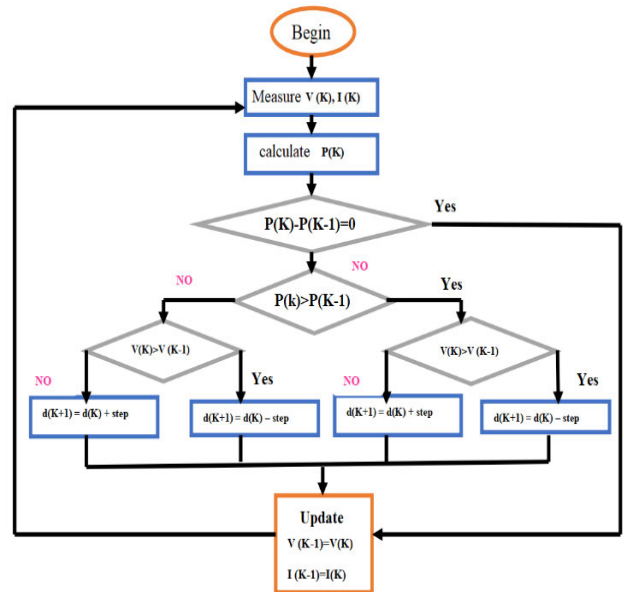 Begin
Measure V (K), I (K)
calculate P(K)
P(K)-P(K-1)=0
Yes
NO
NO
P(k)>P(K-1)
Yes
V(K)>V (K-1)
V(K)>V (K-1)
NO
Yes
NO
Yes
d(K+1) = d(K) + step
d(K+1) = d(K) – step
d(K+1) = d(K) + step
d(K+1) = d(K) – step
Update
V (K-1)=V(K)
I (K-1)=I(K)